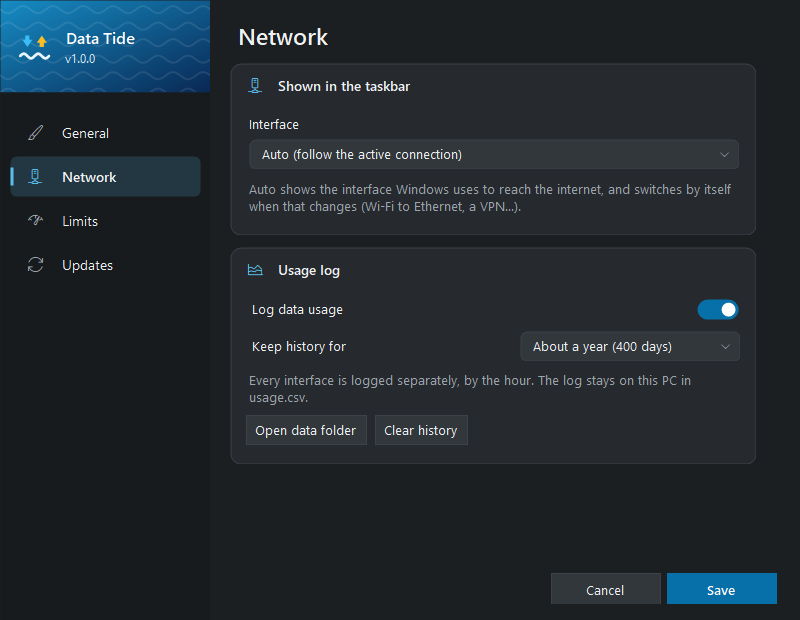 Data Tide
v1.0.0
General
Network
Limits
Updates
Network
Shown in the taskbar
Interface
Auto (follow the active connection)
Auto shows the interface Windows uses to reach the internet, and switches by itself
when that changes (Wi-Fi to Ethernet, a VPN...).
Usage log
Log data usage
Keep history for
About a year (400 days)
Every interface is logged separately, by the hour. The log stays on this PC in
usage.csv.
Open data folder
Clear history
Cancel
Save